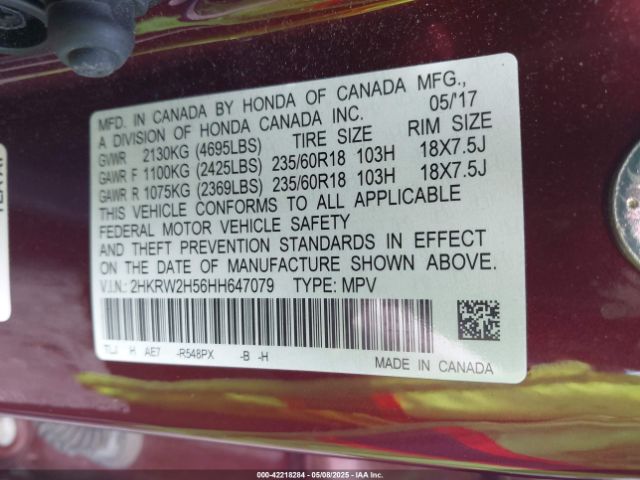 MFD. IN CANADA BY HONDA OF CANADA MFG.,
A DIVISION OF HONDA CANADA INC. 05/'17
GVWR 2130KG (4695LBS) TIRE SIZE RIM SIZE
GAWR F 1100KG (2425LBS) 235/60R18 103H 18X7.5J
GAWR R 1075KG (2369LBS) 235/60R18 103H 18X7.5J
THIS VEHICLE CONFORMS TO ALL APPLICABLE
FEDERAL MOTOR VEHICLE SAFETY
AND THEFT PREVENTION STANDARDS IN EFFECT
ON THE DATE OF MANUFACTURE SHOWN ABOVE.
V.I.N.: 2HKRW2H56HH647079 TYPE: MPV
TLJ H AE7 -R548PX -B -H
MADE IN CANADA
000-42218284 - 05/08/2025 - IAA Inc.